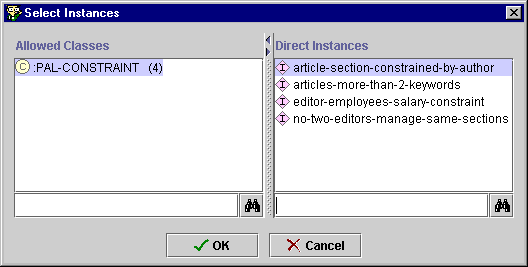 Select Instances
Allowed Classes
:PAL-CONSTRAINT (4)
Direct Instances
article-section-constrained-by-author
articles-more-than-2-keywords
editor-employees-salary-constraint
no-two-editors-manage-same-sections
OK
Cancel